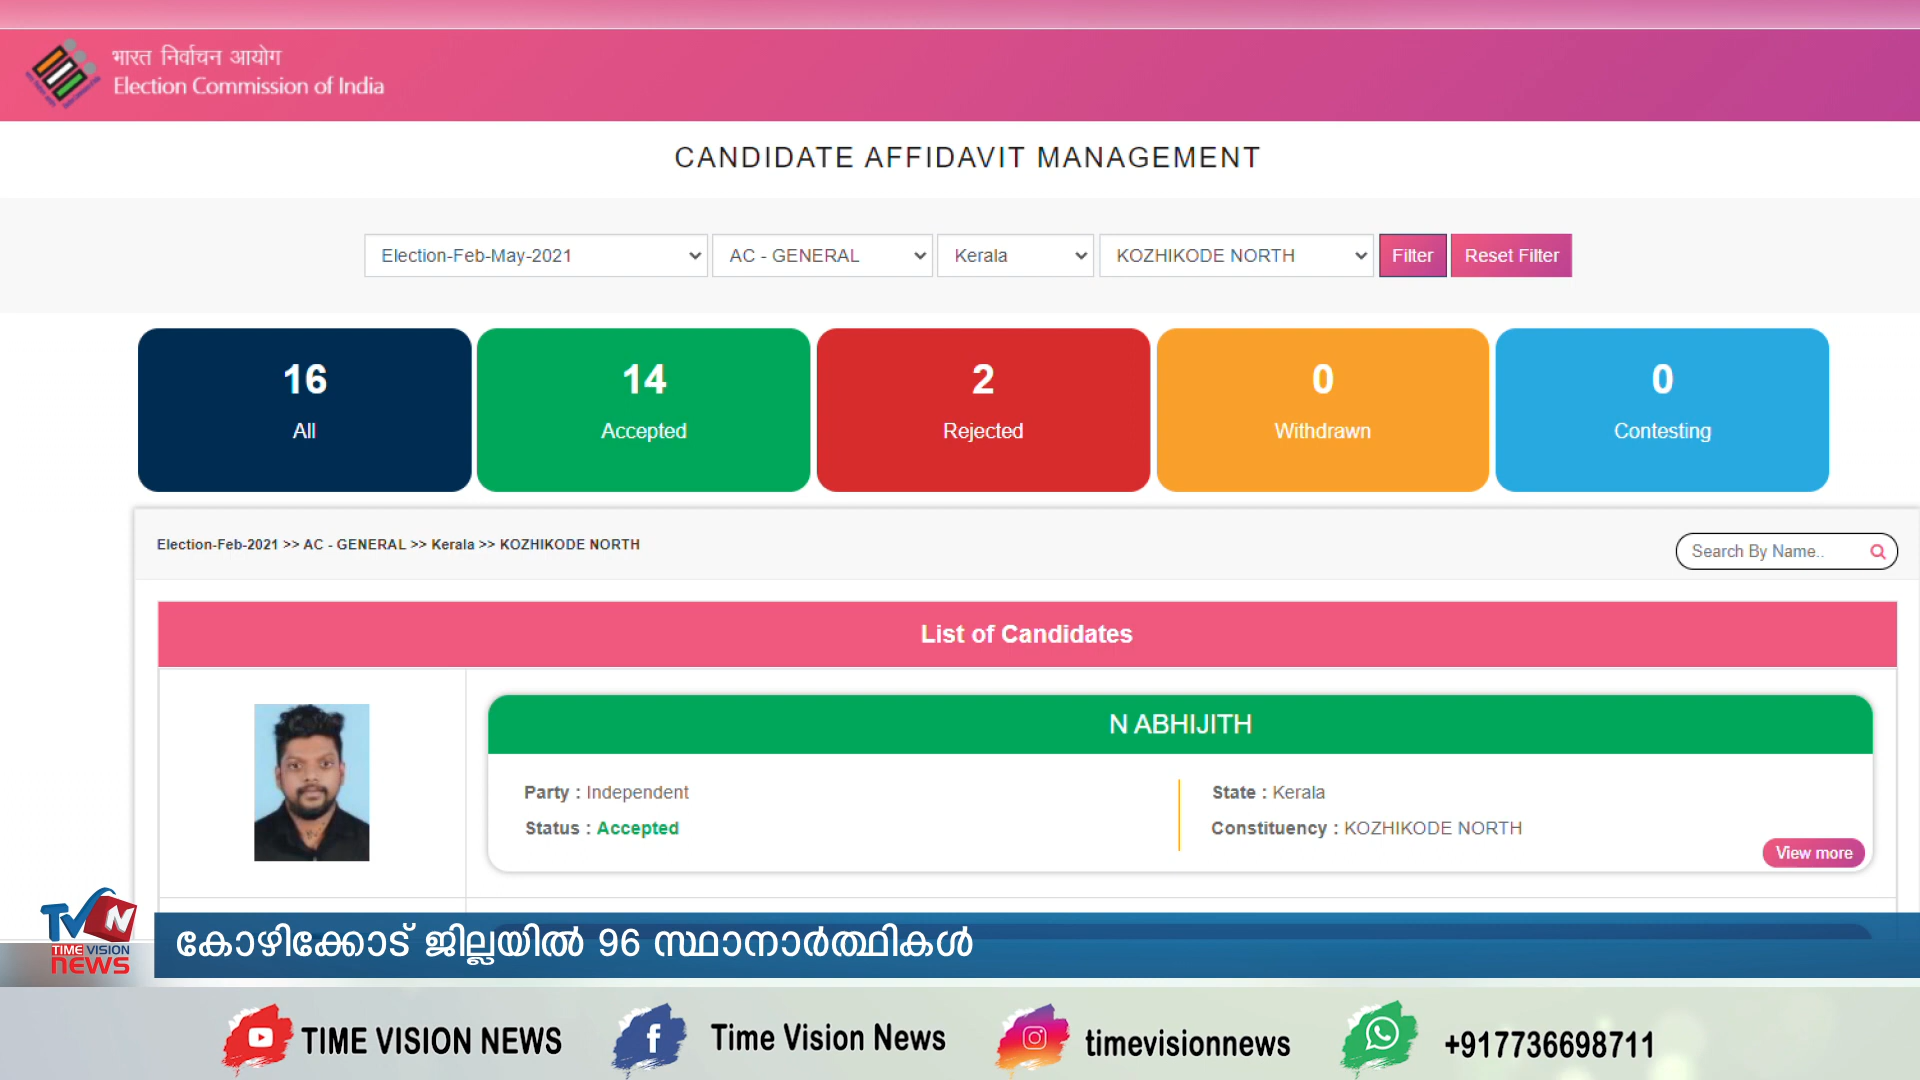 भारत निर्वाचन आयोग
Election Commission of India
CANDIDATE AFFIDAVIT MANAGEMENT
Election-Feb-May-2021 AC - GENERAL Kerala KOZHIKODE NORTH Filter Reset Filter
16 14 2 0 0
All Accepted Rejected Withdrawn Contesting
Election-Feb-2021 >> AC - GENERAL >> Kerala >> KOZHIKODE NORTH
Search By Name..
List of Candidates
N ABHIJITH
Party : Independent State : Kerala
Status : Accepted Constituency : KOZHIKODE NORTH
View more
TVN
TIME VISION
NEWS
കോഴിക്കോട് ജില്ലയിൽ 96 സ്ഥാനാർത്ഥികൾ
TIME VISION NEWS Time Vision News timevisionnews +917736698711